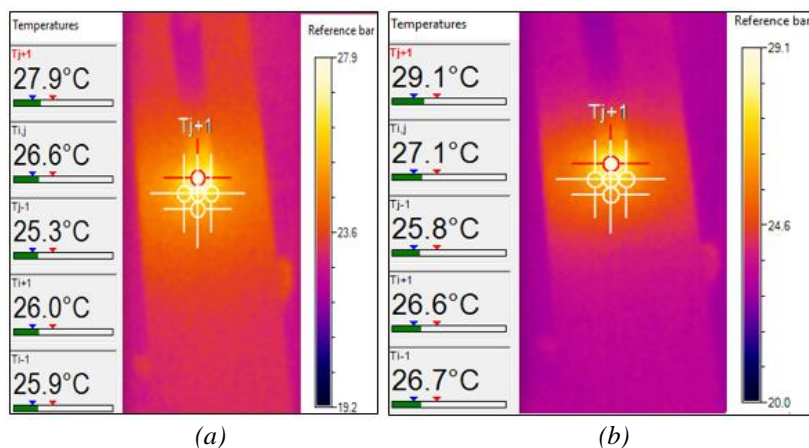 Temperatures
Reference bar
Tj+1
27.9°C
Ti,j
26.6°C
Tj-1
25.3°C
Ti+1
26.0°C
Ti-1
25.9°C
Tj+1
27.9
23.6
19.2
(a)
Temperatures
Reference bar
Tj+1
29.1°C
Ti,j
27.1°C
Tj-1
25.8°C
Ti+1
26.6°C
Ti-1
26.7°C
Tj+1
29.1
24.6
20.0
(b)